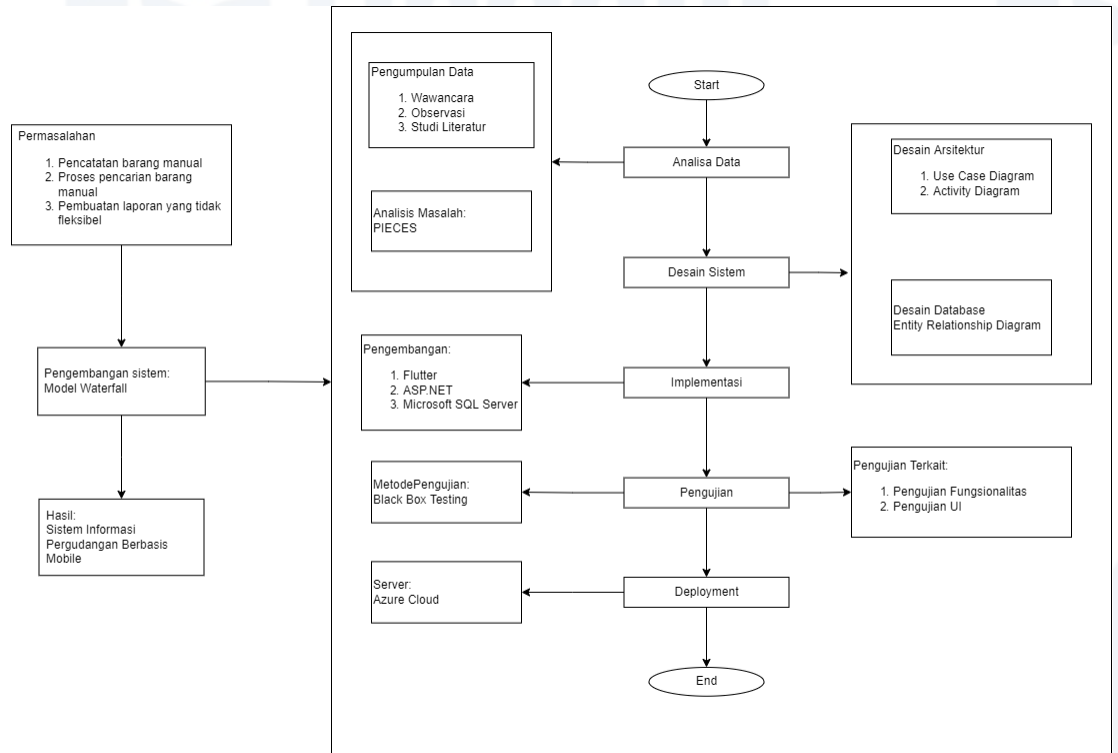 Permasalahan
1. Pencatatan barang manual
2. Proses pencarian barang
manual
3. Pembuatan laporan yang tidak
fleksibel
Pengembangan sistem:
Model Waterfall
Hasil:
Sistem Informasi
Pergudangan Berbasis
Mobile
Pengumpulan Data
1. Wawancara
2. Observasi
3. Studi Literatur
Analisis Masalah:
PIECES
Start
Analisa Data
Desain Sistem
Desain Arsitektur
1. Use Case Diagram
2. Activity Diagram
Desain Database
Entity Relationship Diagram
Pengembangan:
1. Flutter
2. ASP.NET
3. Microsoft SQL Server
Implementasi
MetodePengujian:
Black Box Testing
Pengujian
Pengujian Terkait:
1. Pengujian Fungsionalitas
2. Pengujian UI
Server:
Azure Cloud
Deployment
End